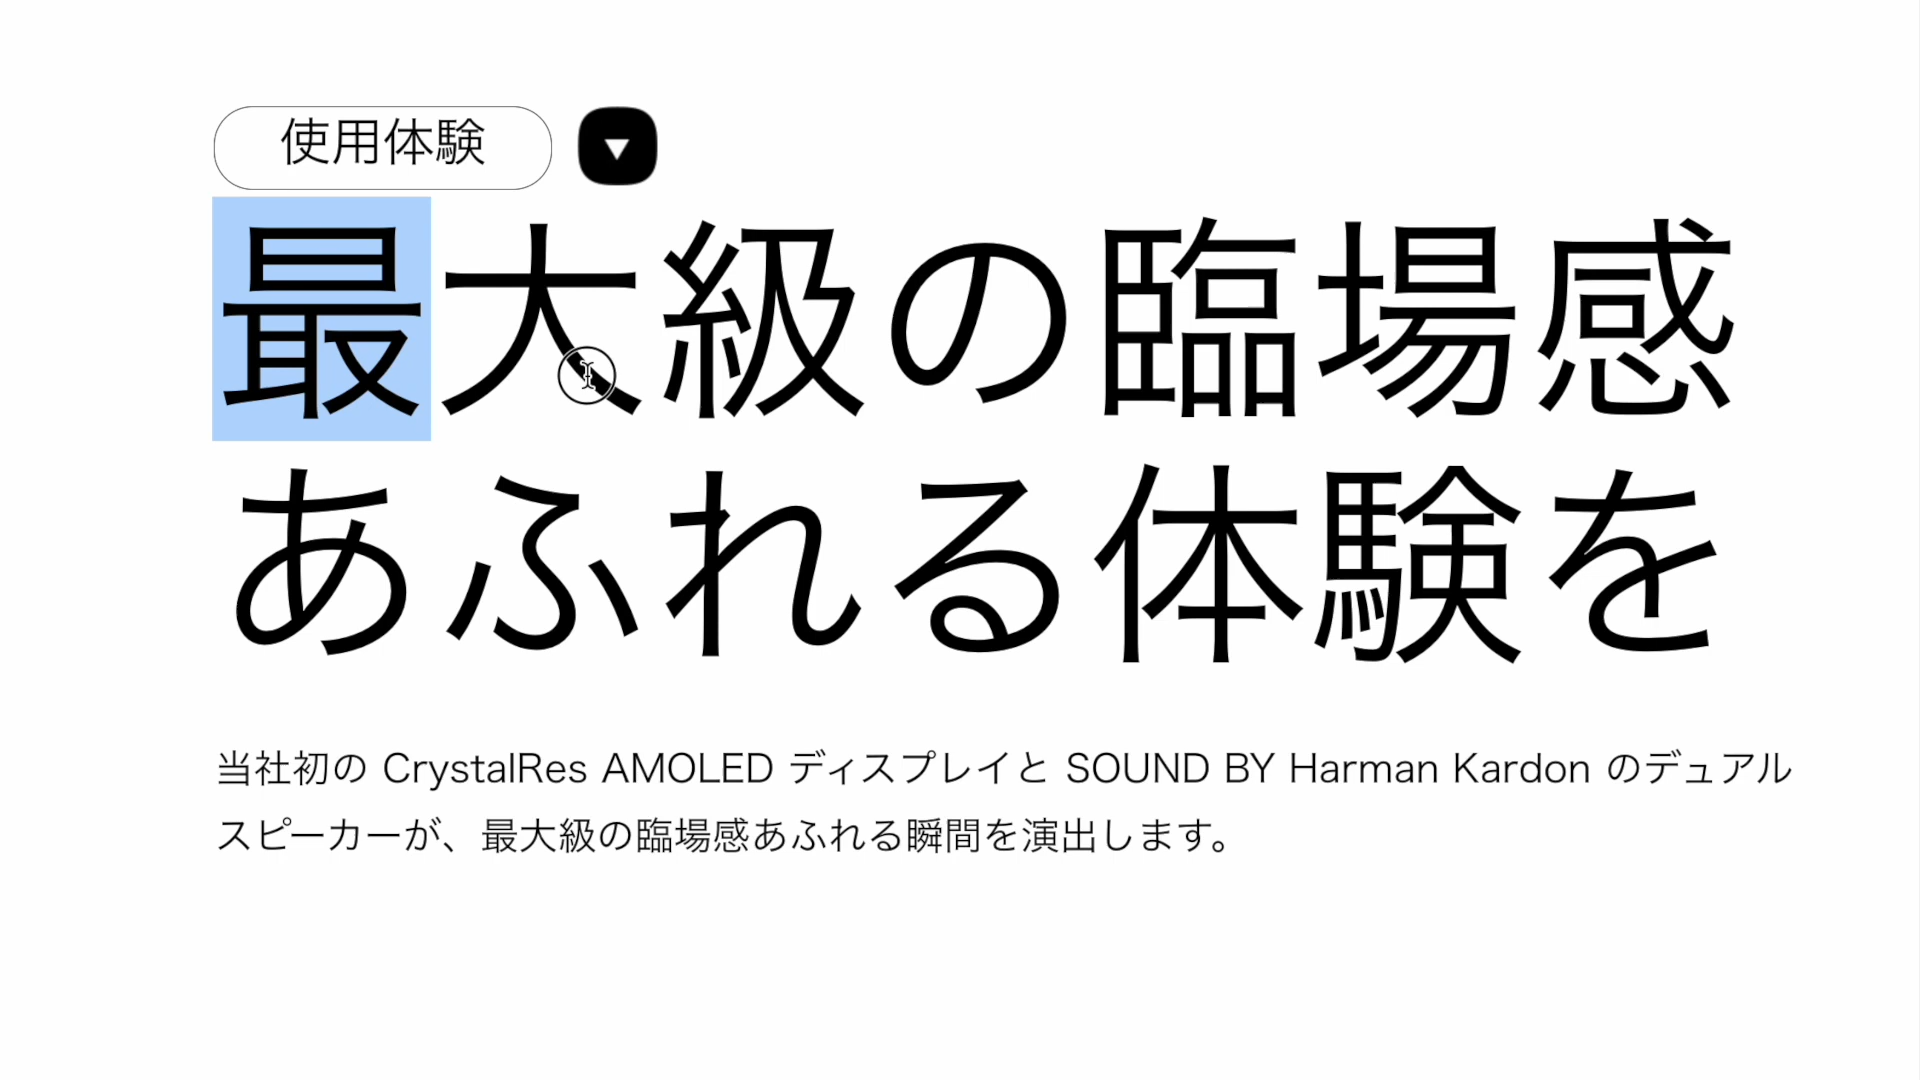 使用体験
最大級の臨場感
あふれる体験を
当社初の CrystalRes AMOLED ディスプレイと SOUND BY Harman Kardon のデュアル
スピーカーが、最大級の臨場感あふれる瞬間を演出します。